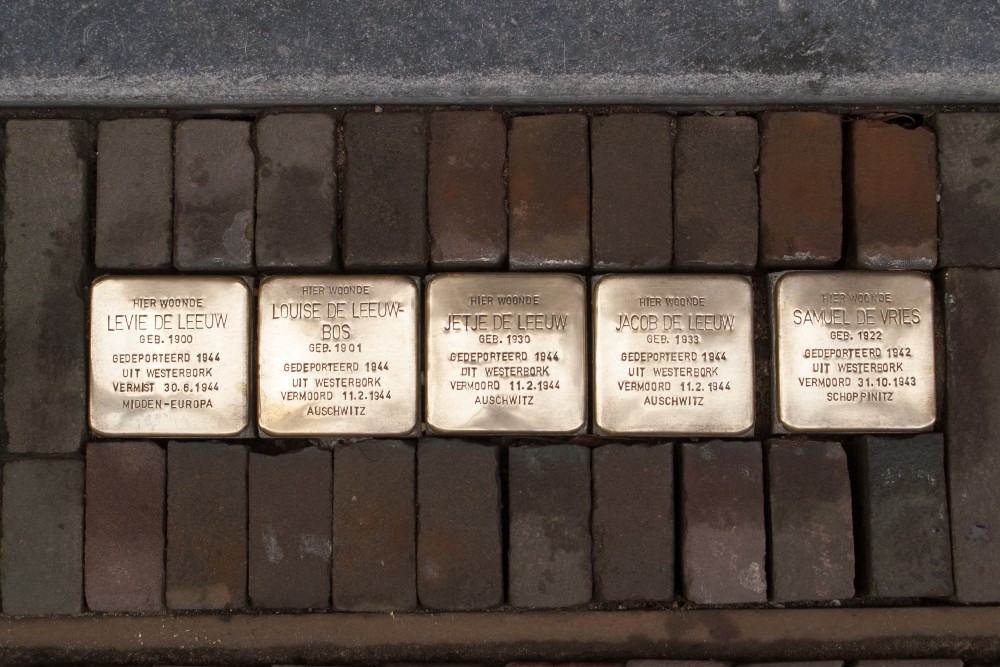 HIER WOONDE
LEVIE DE LEEUW
GEB. 1900
GEDEPORTEERD 1944
UIT WESTERBORK
VERMIST 30.6.1944
MIDDEN-EUROPA
HIER WOONDE
LOUISE DE LEEUW-
BOS
GEB. 1901
GEDEPORTEERD 1944
UIT WESTERBORK
VERMOORD 11.2.1944
AUSCHWITZ
HIER WOONDE
JETJE DE LEEUW
GEB. 1930
GEDEPORTEERD 1944
UIT WESTERBORK
VERMOORD 11.2.1944
AUSCHWITZ
HIER WOONDE
JACOB DE LEEUW
GEB. 1933
GEDEPORTEERD 1944
UIT WESTERBORK
VERMOORD 11.2.1944
AUSCHWITZ
HIER WOONDE
SAMUEL DE VRIES
GEB. 1922
GEDEPORTEERD 1942
UIT WESTERBORK
VERMOORD 31.10.1943
SCHOPPINITZ